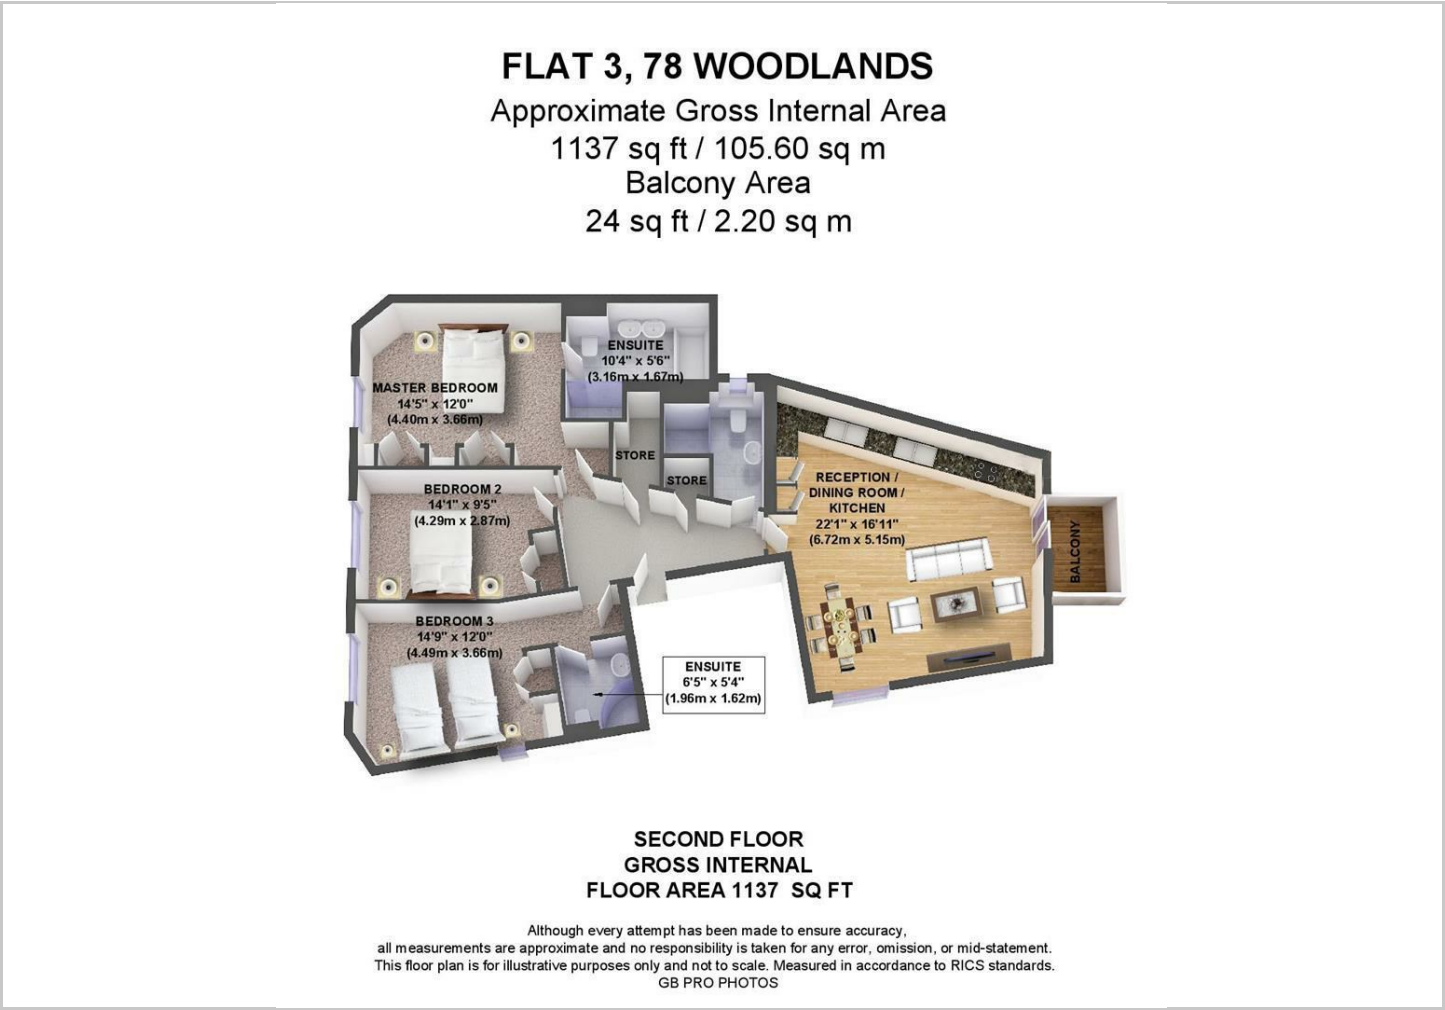 FLAT 3, 78 WOODLANDS
Approximate Gross Internal Area
1137 sq ft / 105.60 sq m
Balcony Area
24 sq ft / 2.20 sq m
ENSUITE
10'4" x 5'6"
(3.16m x 1.67m)
MASTER BEDROOM
14'5" x 12'0"
(4.40m x 3.66m)
STORE
STORE
BEDROOM 2
14'1" x 9'5"
(4.29m x 2.87m)
RECEPTION /
DINING ROOM /
KITCHEN
22'1" x 16'11"
(6.72m x 5.15m)
BALCONY
BEDROOM 3
14'9" x 12'0"
(4.49m x 3.66m)
ENSUITE
6'5" x 5'4"
(1.96m x 1.62m)
SECOND FLOOR
GROSS INTERNAL
FLOOR AREA 1137 SQ FT
Although every attempt has been made to ensure accuracy,
all measurements are approximate and no responsibility is taken for any error, omission, or mid-statement.
This floor plan is for illustrative purposes only and not to scale. Measured in accordance to RICS standards.
GB PRO PHOTOS